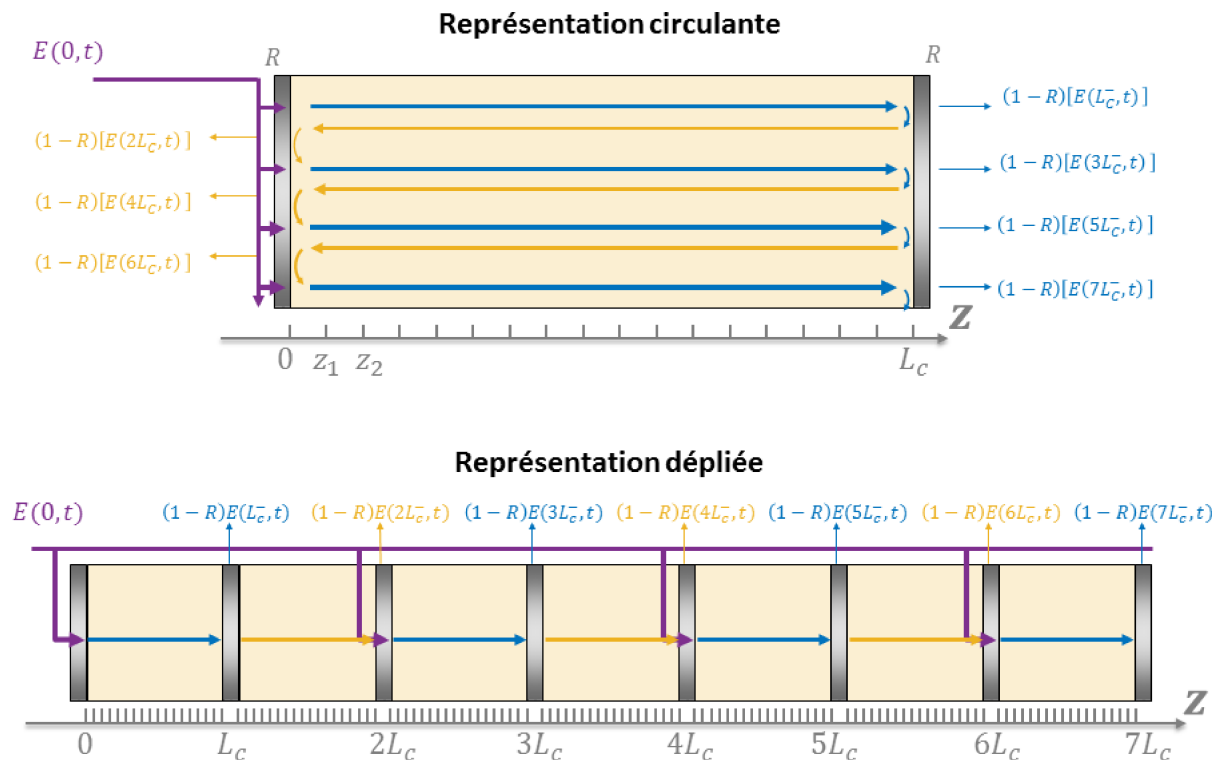 Représentation circulante
E(0,t)
R
R
(1 − R)[E(L_C^-,t)]
(1 − R)[E(2L_C^-,t) ]
(1 − R)[E(3L_C^-,t) ]
(1 − R)[E(4L_C^-,t) ]
(1 − R)[E(5L_C^-,t) ]
(1 − R)[E(6L_C^-,t) ]
(1 − R)[E(7L_C^-,t) ]
Z
0 z_1 z_2 L_c
Représentation dépliée
E(0,t) (1 − R)E(L_c^-,t) (1 − R)E(2L_c^-,t) (1 − R)E(3L_c^-,t) (1 − R)E(4L_c^-,t) (1 − R)E(5L_c^-,t) (1 − R)E(6L_c^-,t) (1 − R)E(7L_c^-,t)
Z
0 L_c 2L_c 3L_c 4L_c 5L_c 6L_c 7L_c